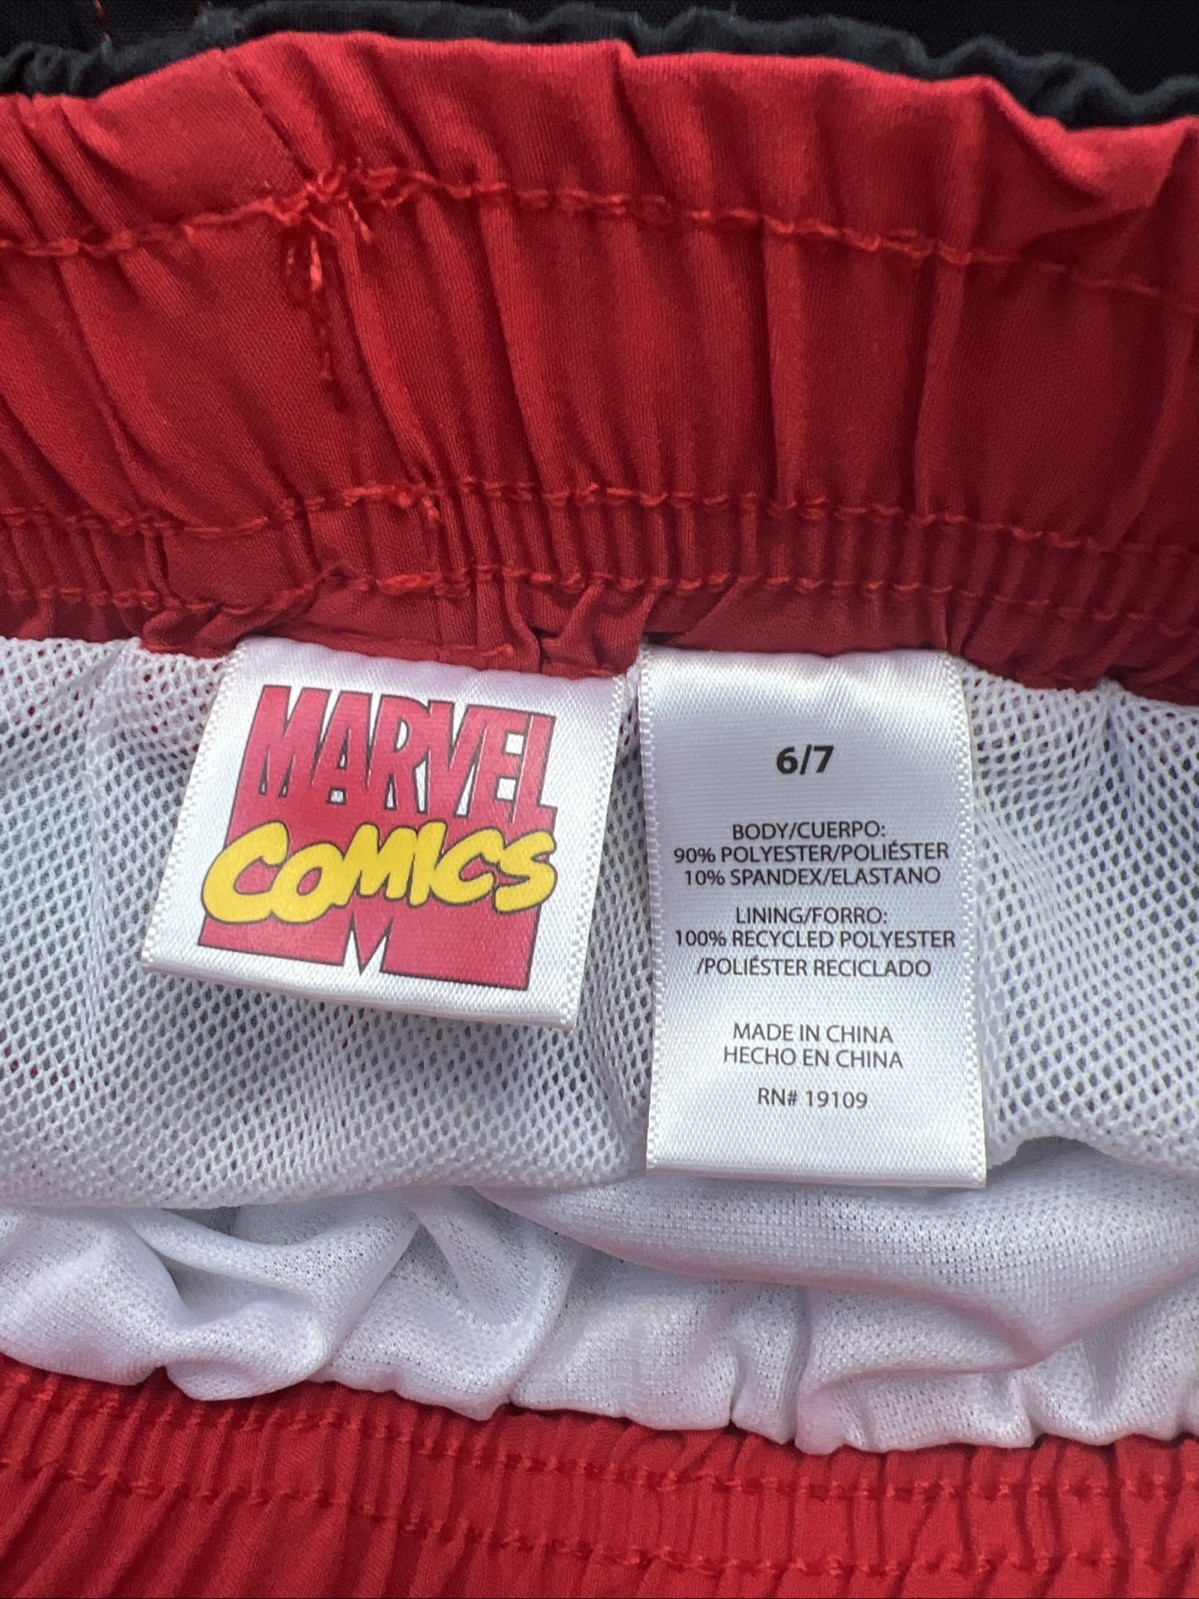 MARVEL
COMICS
M
6/7
BODY/CUERPO:
90% POLYESTER/POLIÉSTER
10% SPANDEX/ELASTANO
LINING/FORRO:
100% RECYCLED POLYESTER
/POLIÉSTER RECICLADO
MADE IN CHINA
HECHO EN CHINA
RN# 19109